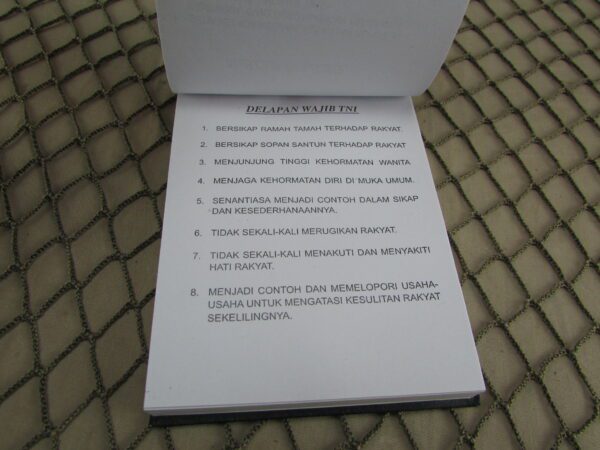 DELAPAN WAJIB TNI
1. BERSIKAP RAMAH TAMAH TERHADAP RAKYAT.
2. BERSIKAP SOPAN SANTUN TERHADAP RAKYAT
3. MENJUNJUNG TINGGI KEHORMATAN WANITA
4. MENJAGA KEHORMATAN DIRI DI MUKA UMUM.
5. SENANTIASA MENJADI CONTOH DALAM SIKAP
DAN KESEDERHANAANNYA.
6. TIDAK SEKALI-KALI MERUGIKAN RAKYAT.
7. TIDAK SEKALI-KALI MENAKUTI DAN MENYAKITI
HATI RAKYAT.
8. MENJADI CONTOH DAN MEMELOPORI USAHA-
USAHA UNTUK MENGATASI KESULITAN RAKYAT
SEKELILINGNYA.